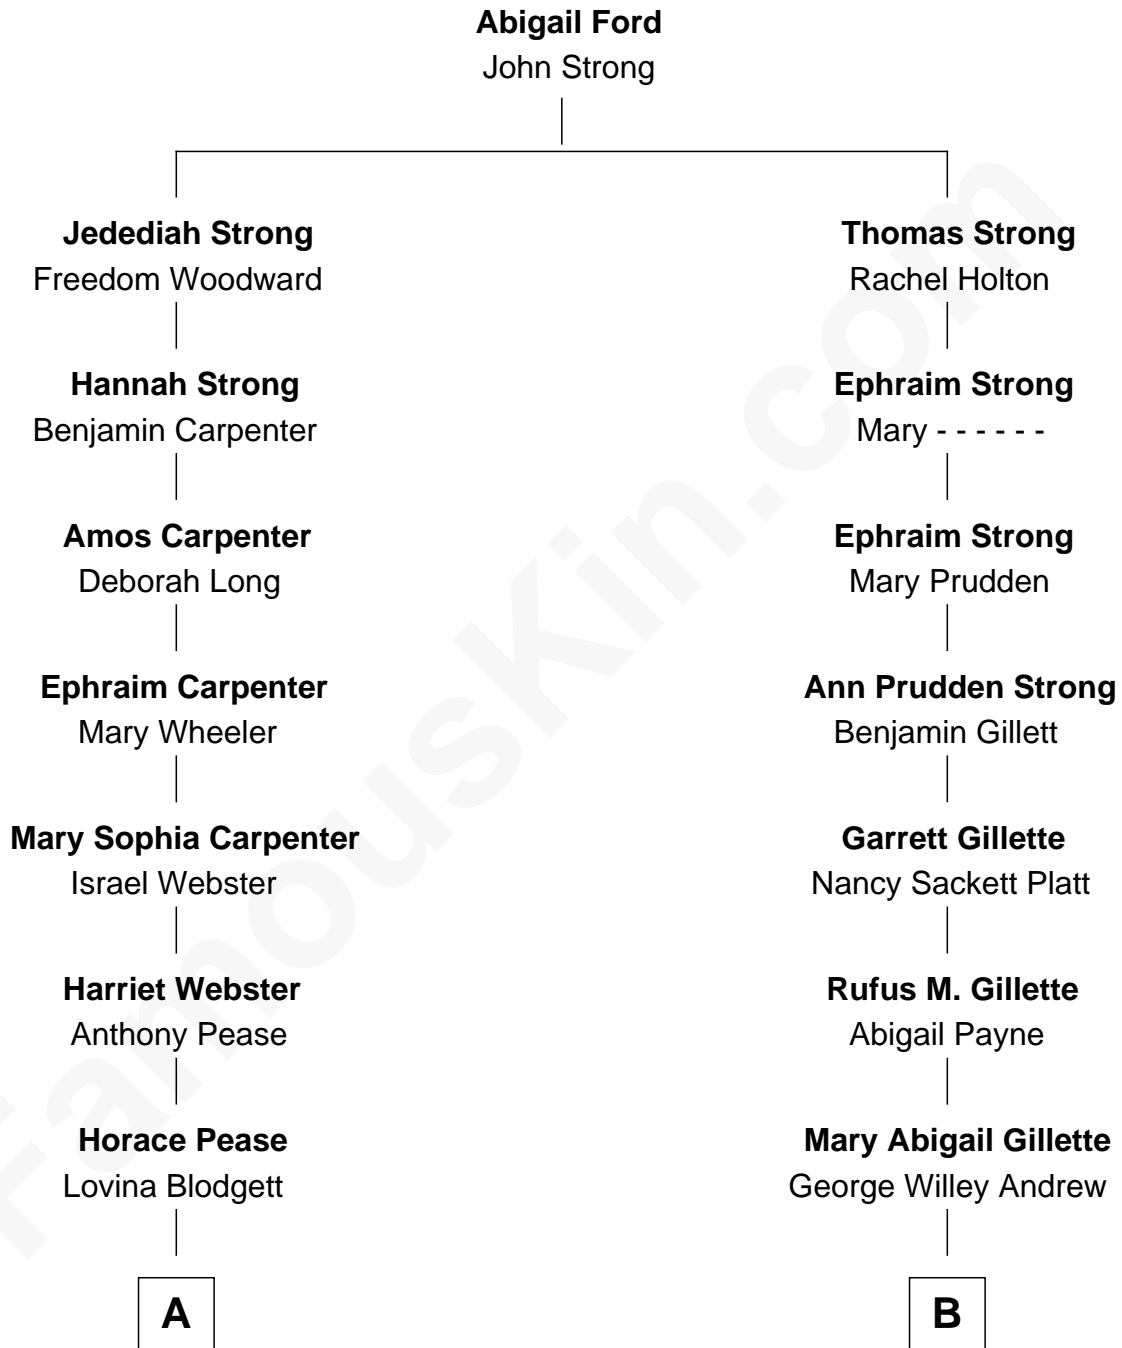 Abigail Ford
John Strong
Jedediah Strong
Freedom Woodward
Thomas Strong
Rachel Holton
Hannah Strong
Benjamin Carpenter
Ephraim Strong
Mary - - - - - -
Amos Carpenter
Deborah Long
Ephraim Strong
Mary Prudden
Ephraim Carpenter
Mary Wheeler
Ann Prudden Strong
Benjamin Gillett
Mary Sophia Carpenter
Israel Webster
Garrett Gillette
Nancy Sackett Platt
Harriet Webster
Anthony Pease
Rufus M. Gillette
Abigail Payne
Horace Pease
Lovina Blodgett
Mary Abigail Gillette
George Willey Andrew
A
B
FamousKin.com